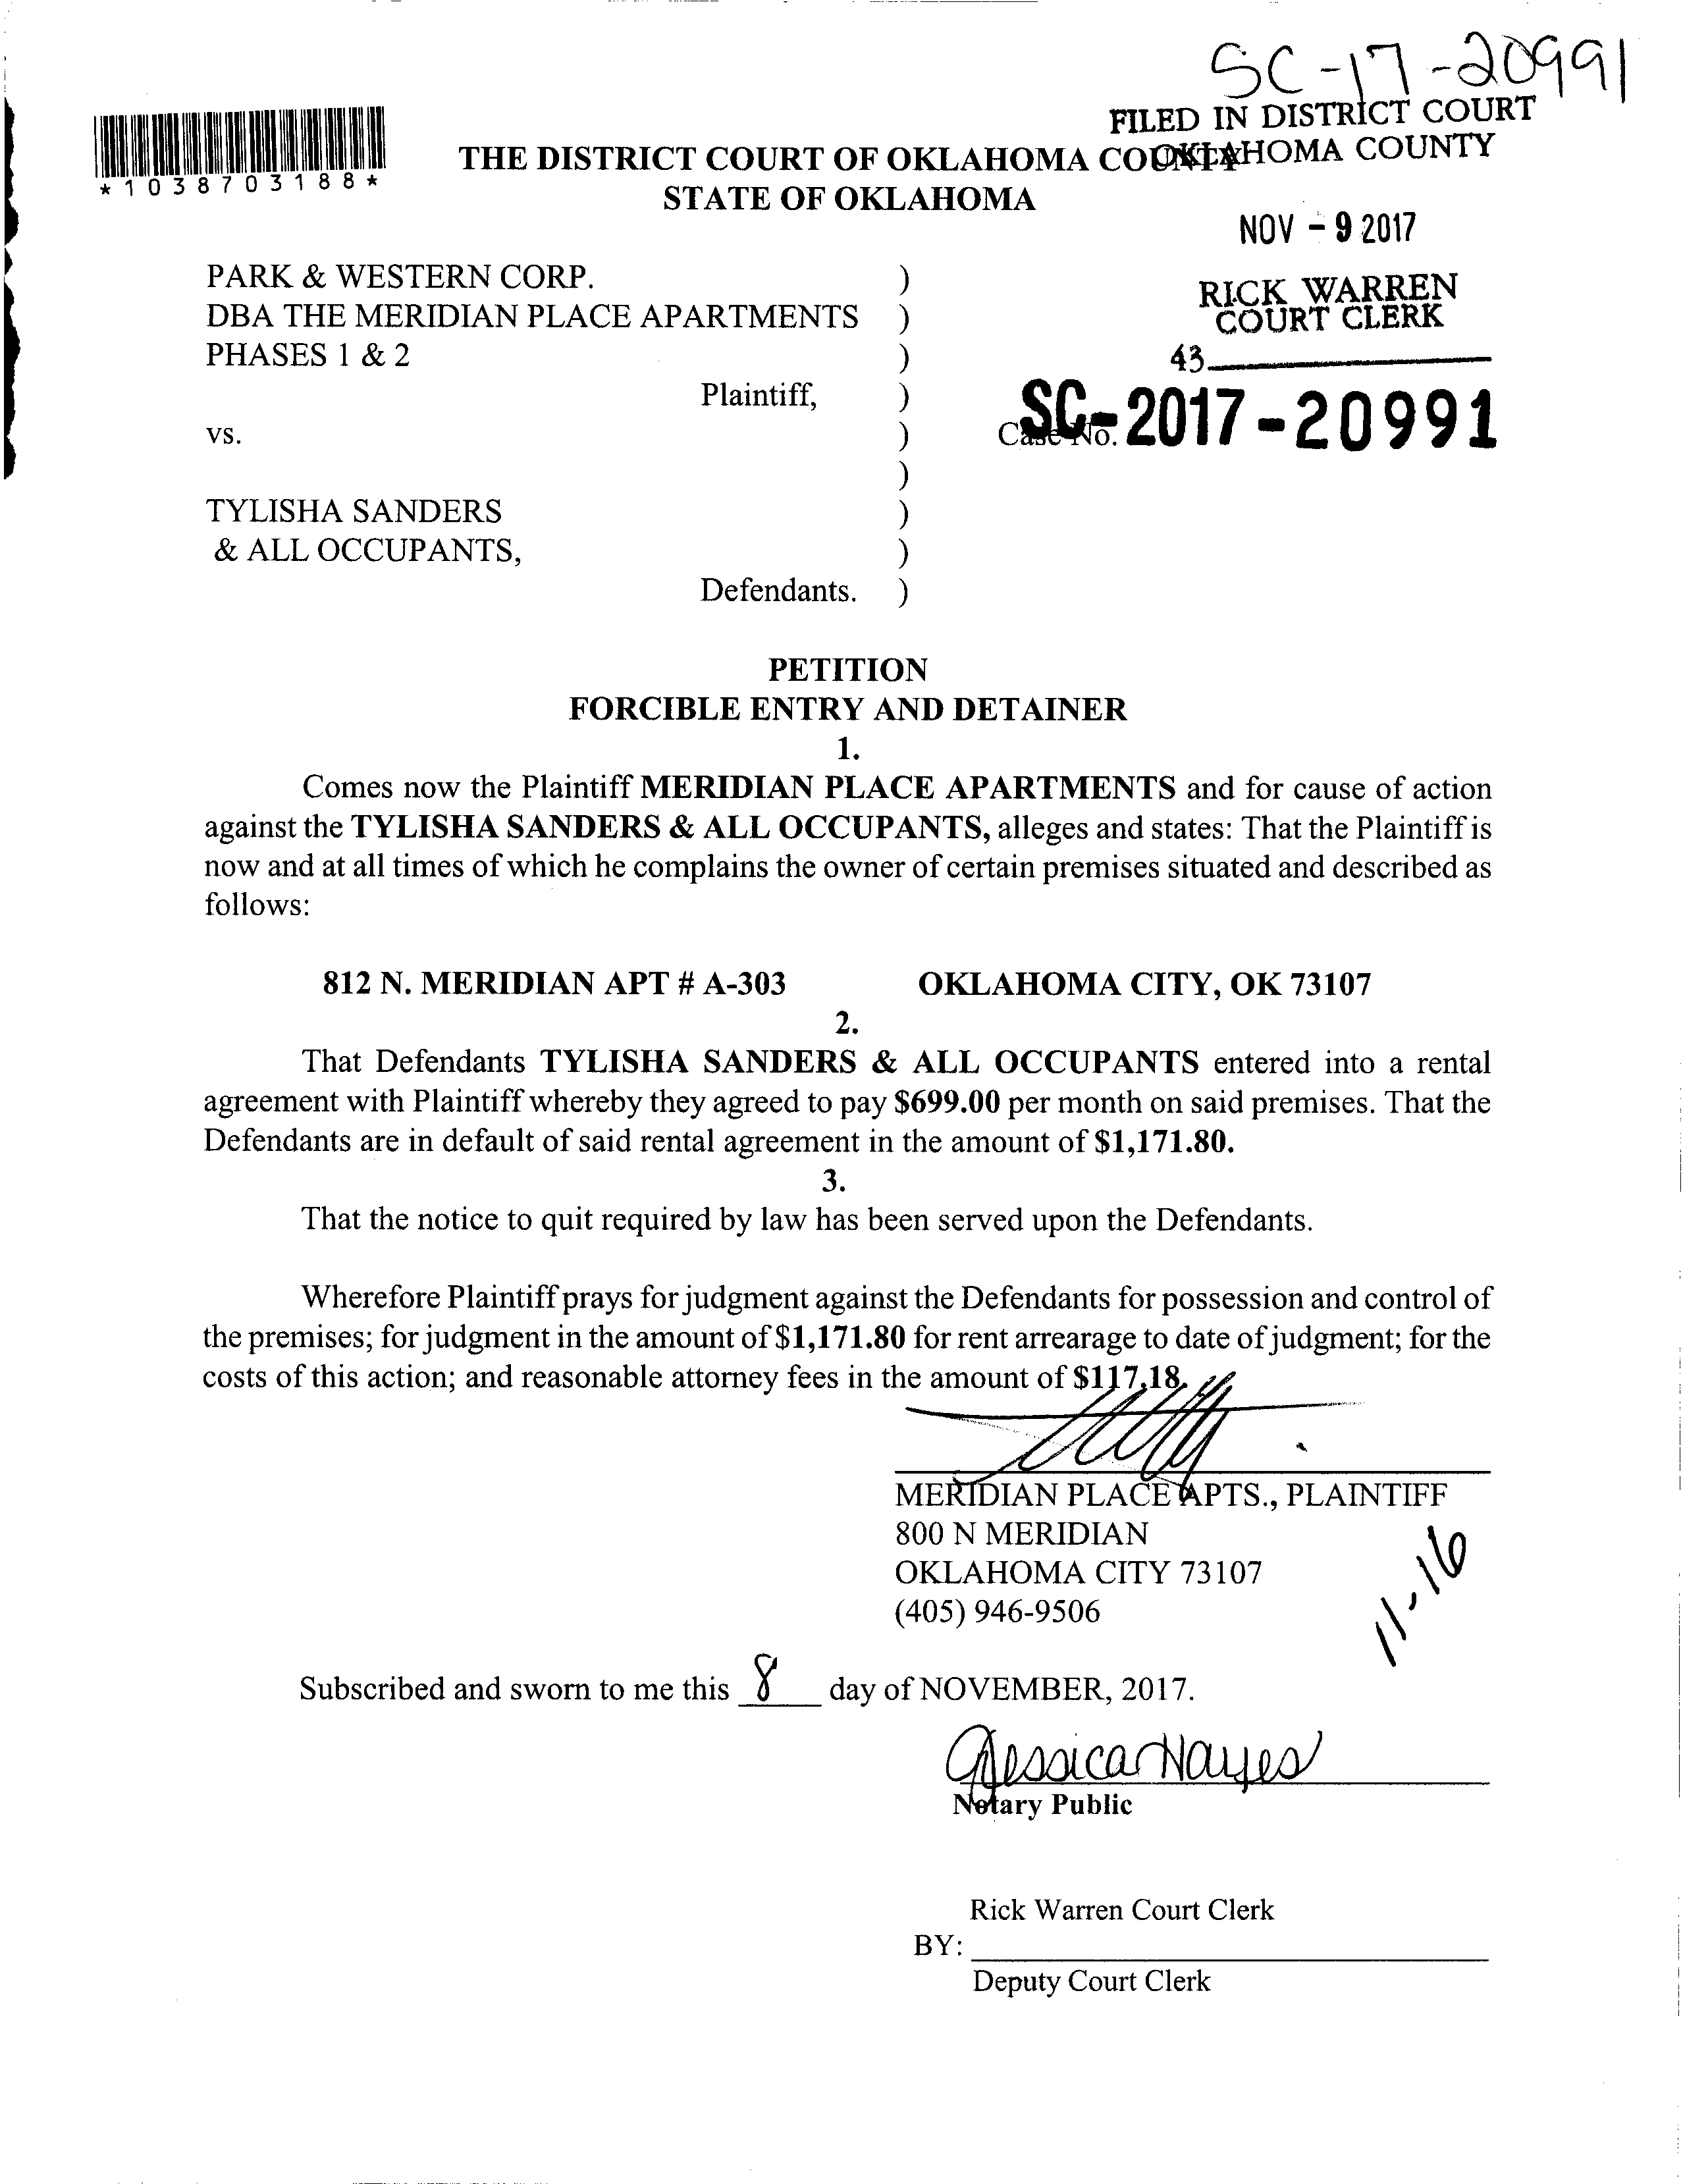 SC-17-20991
FILED IN DISTRICT COURT
OKLAHOMA COUNTY
*1038703188*
THE DISTRICT COURT OF OKLAHOMA COUNTY
STATE OF OKLAHOMA
NOV - 9 2017
RICK WARREN
COURT CLERK
43
PARK & WESTERN CORP. )
DBA THE MERIDIAN PLACE APARTMENTS )
PHASES 1 & 2 )
Plaintiff, )
vs. ) Case No. SC-2017-20991
)
TYLISHA SANDERS )
& ALL OCCUPANTS, )
Defendants. )
PETITION
FORCIBLE ENTRY AND DETAINER
1.
Comes now the Plaintiff MERIDIAN PLACE APARTMENTS and for cause of action
against the TYLISHA SANDERS & ALL OCCUPANTS, alleges and states: That the Plaintiff is
now and at all times of which he complains the owner of certain premises situated and described as
follows:
812 N. MERIDIAN APT # A-303 OKLAHOMA CITY, OK 73107
2.
That Defendants TYLISHA SANDERS & ALL OCCUPANTS entered into a rental
agreement with Plaintiff whereby they agreed to pay $699.00 per month on said premises. That the
Defendants are in default of said rental agreement in the amount of $1,171.80.
3.
That the notice to quit required by law has been served upon the Defendants.
Wherefore Plaintiff prays for judgment against the Defendants for possession and control of
the premises; for judgment in the amount of $1,171.80 for rent arrearage to date of judgment; for the
costs of this action; and reasonable attorney fees in the amount of $117.18.
MERIDIAN PLACE APTS., PLAINTIFF
800 N MERIDIAN
OKLAHOMA CITY 73107
(405) 946-9506
11-16
Subscribed and sworn to me this 8 day of NOVEMBER, 2017.
Jessica Hayes
Notary Public
Rick Warren Court Clerk
BY:
Deputy Court Clerk